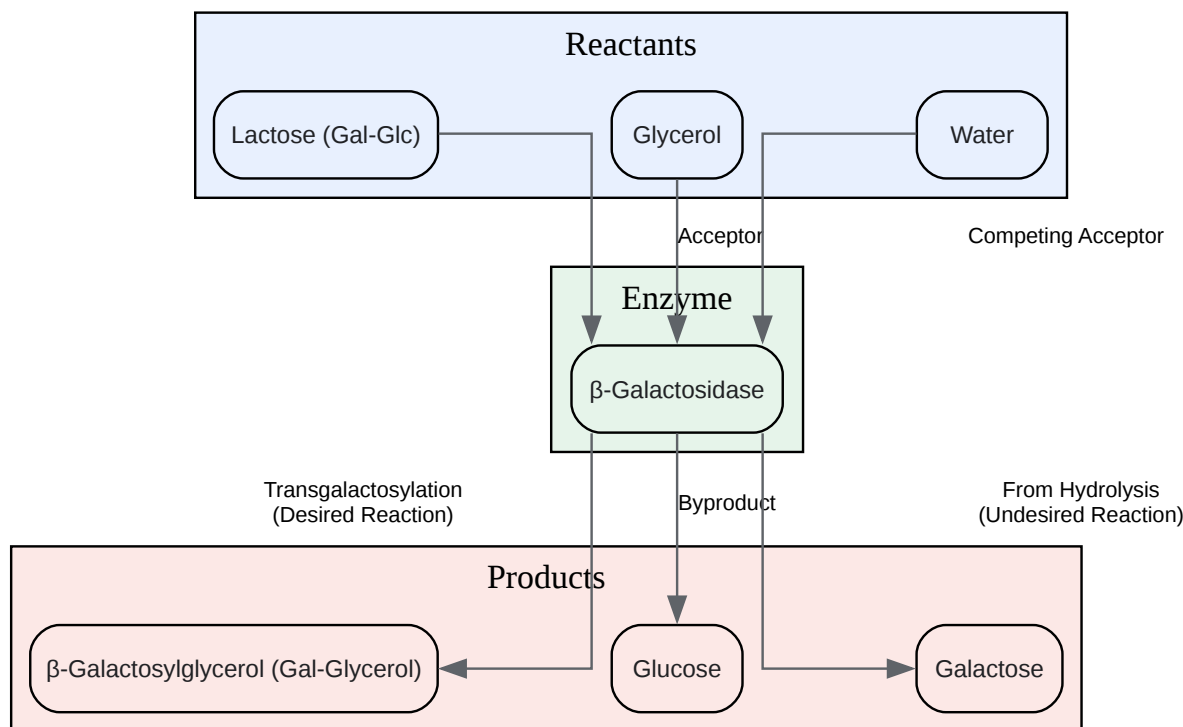 Reactants
Lactose (Gal-Glc)
Glycerol
Water
Acceptor
Competing Acceptor
Enzyme
β-Galactosidase
Transgalactosylation
(Desired Reaction)
Byproduct
From Hydrolysis
(Undesired Reaction)
Products
β-Galactosylglycerol (Gal-Glycerol)
Glucose
Galactose